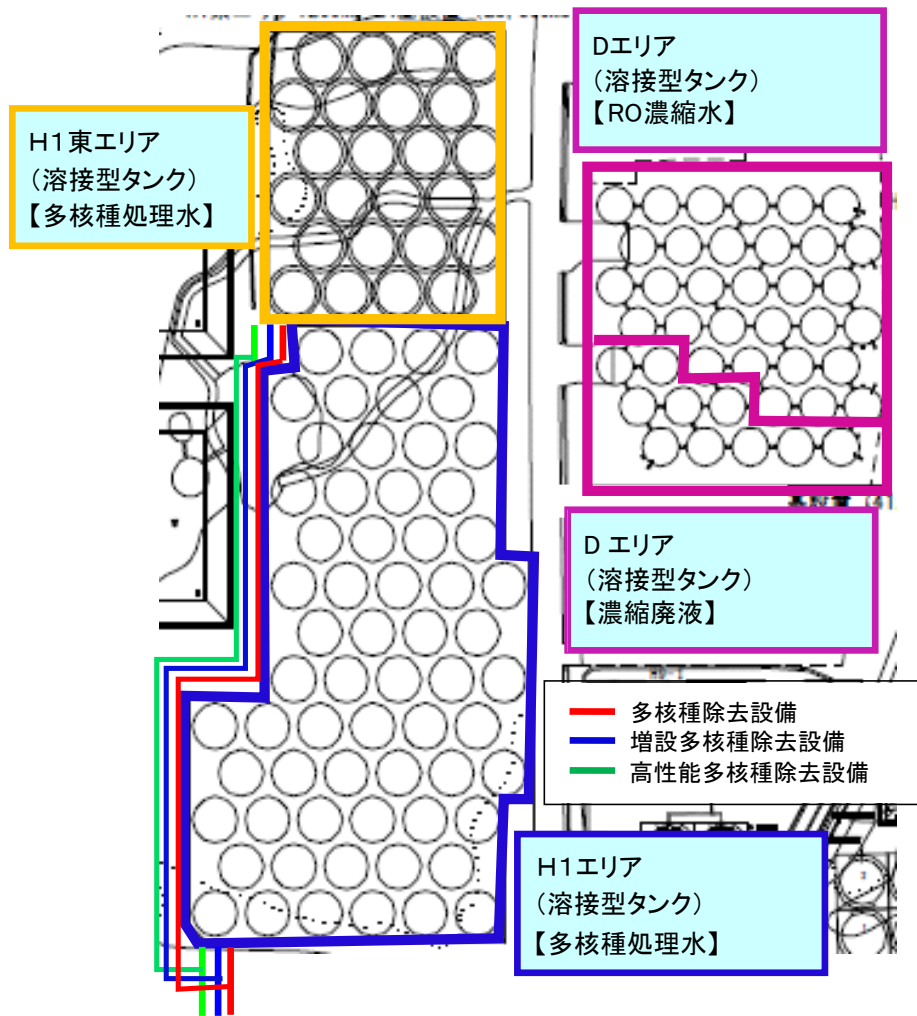 Dエリア
(溶接型タンク)
【RO濃縮水】
H1東エリア
(溶接型タンク)
【多核種処理水】
D エリア
(溶接型タンク)
【濃縮廃液】
多核種除去設備
増設多核種除去設備
高性能多核種除去設備
H1エリア
(溶接型タンク)
【多核種処理水】